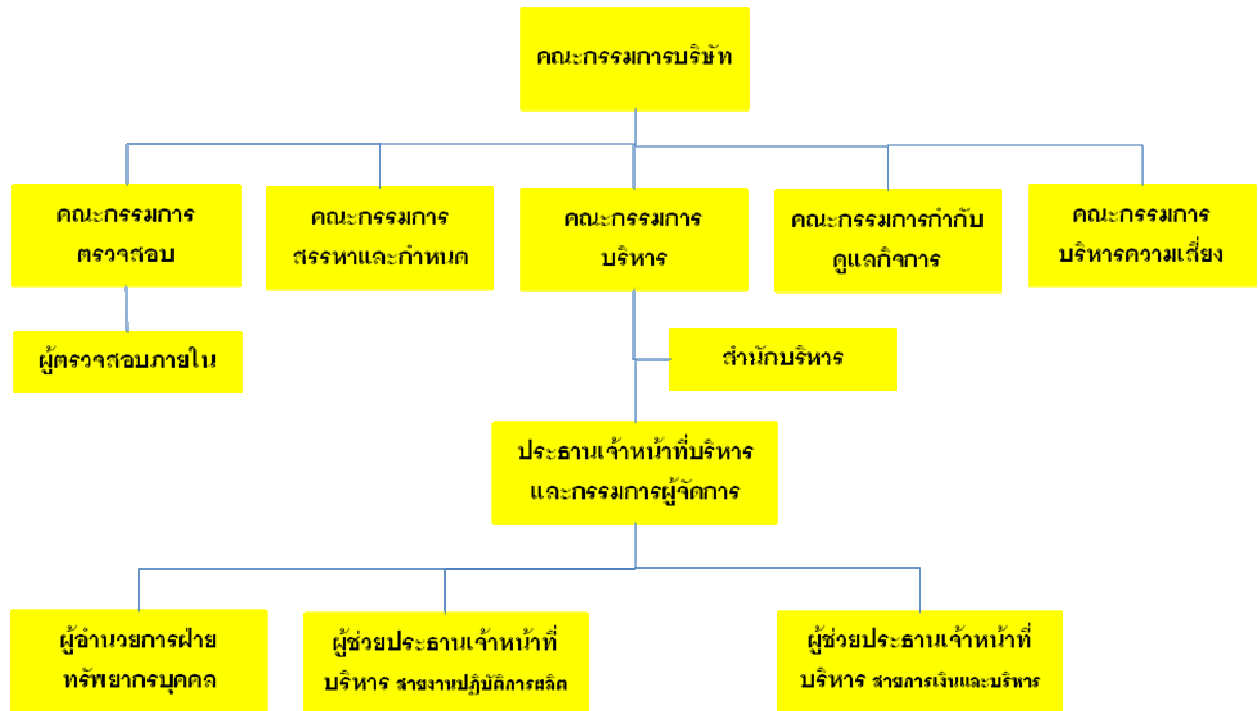 คณะกรรมการบริษัท
คณะกรรมการ
ตรวจสอบ
คณะกรรมการ
สรรหาและกำหนด
คณะกรรมการ
บริหาร
คณะกรรมการกำกับ
ดูแลกิจการ
คณะกรรมการ
บริหารความเสี่ยง
ผู้ตรวจสอบภายใน
สำนักบริหาร
ประธานเจ้าหน้าที่บริหาร
และกรรมการผู้จัดการ
ผู้อำนวยการฝ่าย
ทรัพยากรบุคคล
ผู้ช่วยประธานเจ้าหน้าที่
บริหาร สายงานปฏิบัติการผลิต
ผู้ช่วยประธานเจ้าหน้าที่
บริหาร สายการเงินและบริหาร